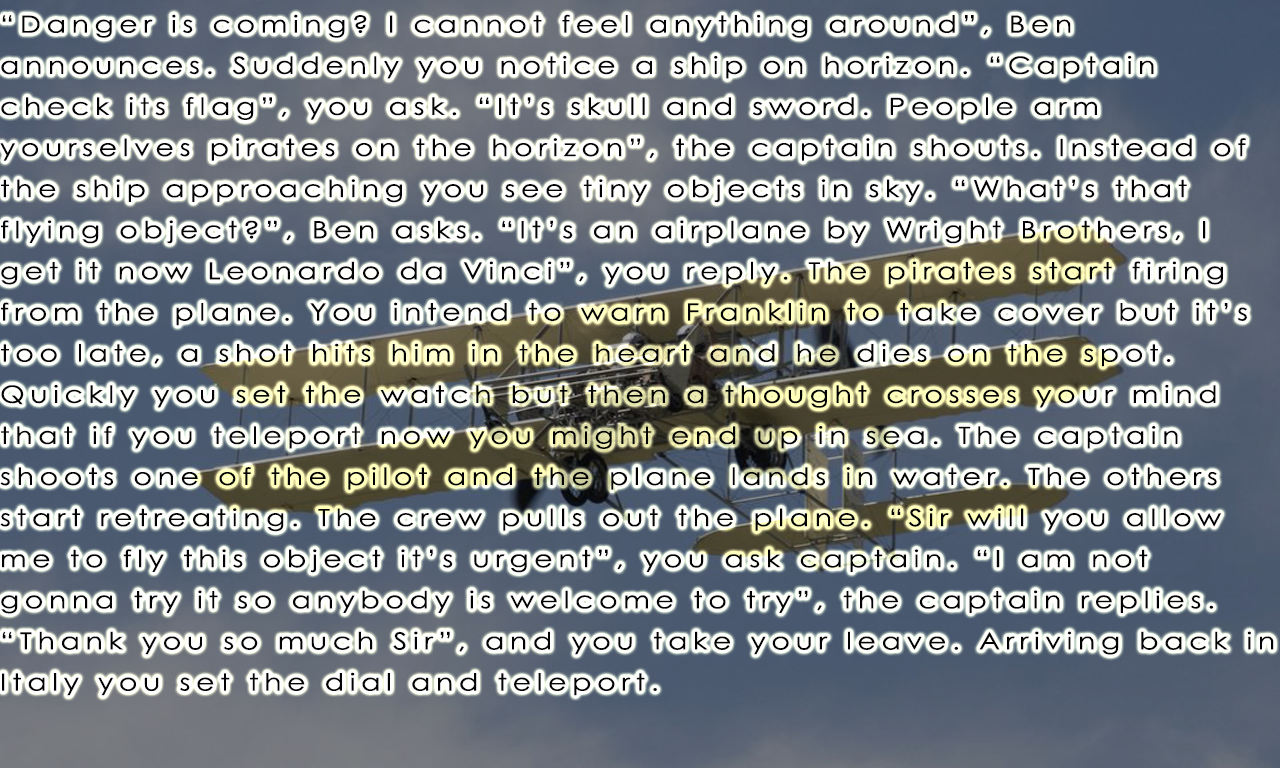 “Danger is coming? I cannot feel anything around”, Ben
announces. Suddenly you notice a ship on horizon. “Captain
check its flag”, you ask. “It’s skull and sword. People arm
yourselves pirates on the horizon”, the captain shouts. Instead of
the ship approaching you see tiny objects in sky. “What’s that
flying object?”, Ben asks. “It’s an airplane by Wright Brothers, I
get it now Leonardo da Vinci”, you reply. The pirates start firing
from the plane. You intend to warn Franklin to take cover but it’s
too late, a shot hits him in the heart and he dies on the spot.
Quickly you set the watch but then a thought crosses your mind
that if you teleport now you might end up in sea. The captain
shoots one of the pilot and the plane lands in water. The others
start retreating. The crew pulls out the plane. “Sir will you allow
me to fly this object it’s urgent”, you ask captain. “I am not
gonna try it so anybody is welcome to try”, the captain replies.
“Thank you so much Sir”, and you take your leave. Arriving back in
Italy you set the dial and teleport.